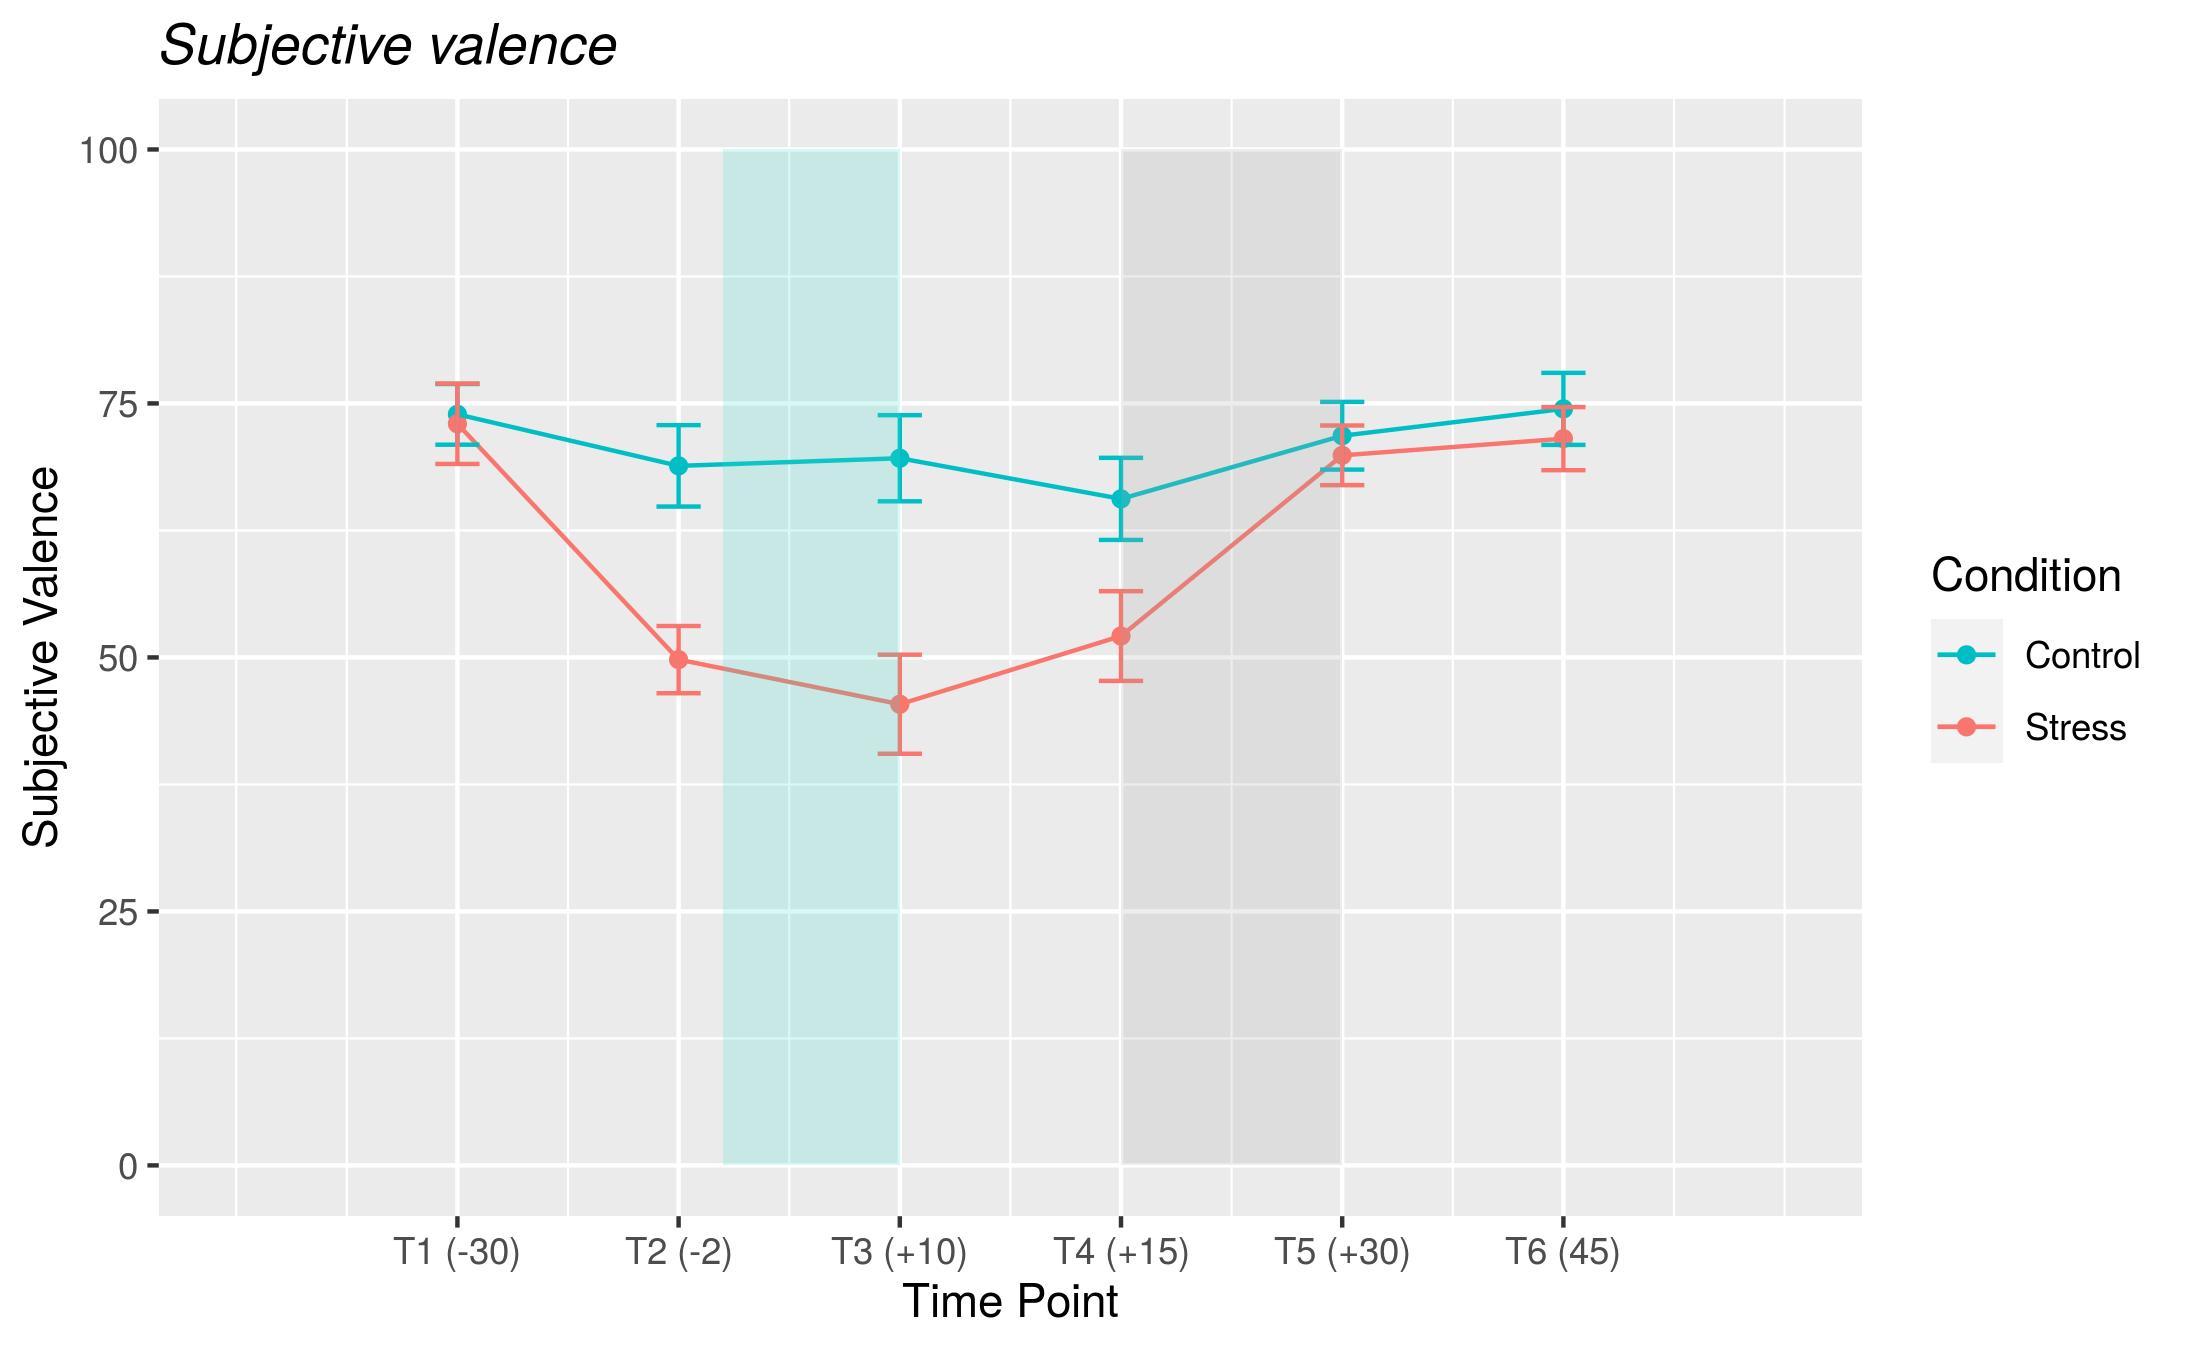 Subjective valence
100
75
50
25
0
Subjective Valence
T1 (-30)
T2 (-2)
T3 (+10)
T4 (+15)
T5 (+30)
T6 (45)
Time Point
Condition
Control
Stress